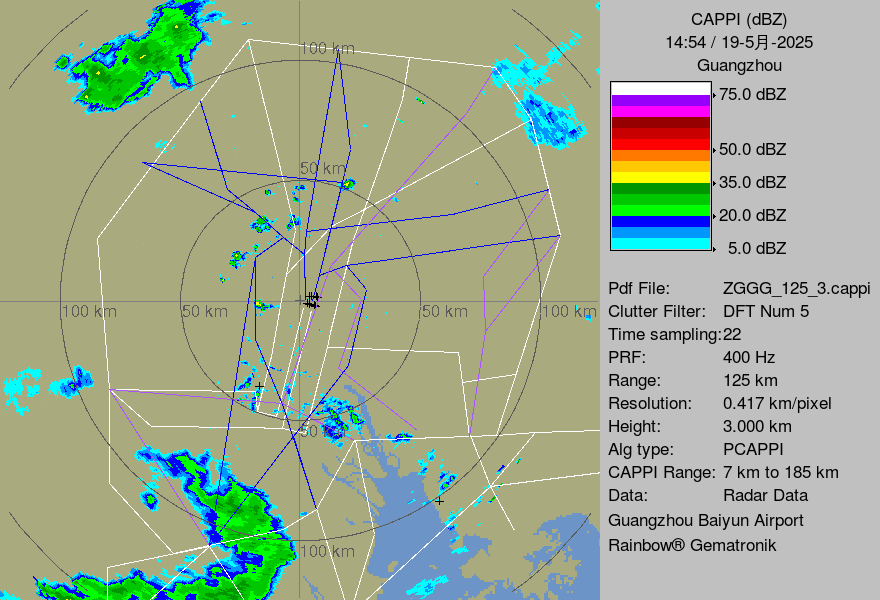 CAPPI (dBZ)
14:54 / 19-5月-2025
Guangzhou
75.0 dBZ
50.0 dBZ
35.0 dBZ
20.0 dBZ
5.0 dBZ
Pdf File: ZGGG_125_3.cappi
Clutter Filter: DFT Num 5
Time sampling:22
PRF: 400 Hz
Range: 125 km
Resolution: 0.417 km/pixel
Height: 3.000 km
Alg type: PCAPPI
CAPPI Range: 7 km to 185 km
Data: Radar Data
Guangzhou Baiyun Airport
Rainbow® Gematronik
100 km
50 km
100 km 50 km 50 km 100 km
50 km
100 km